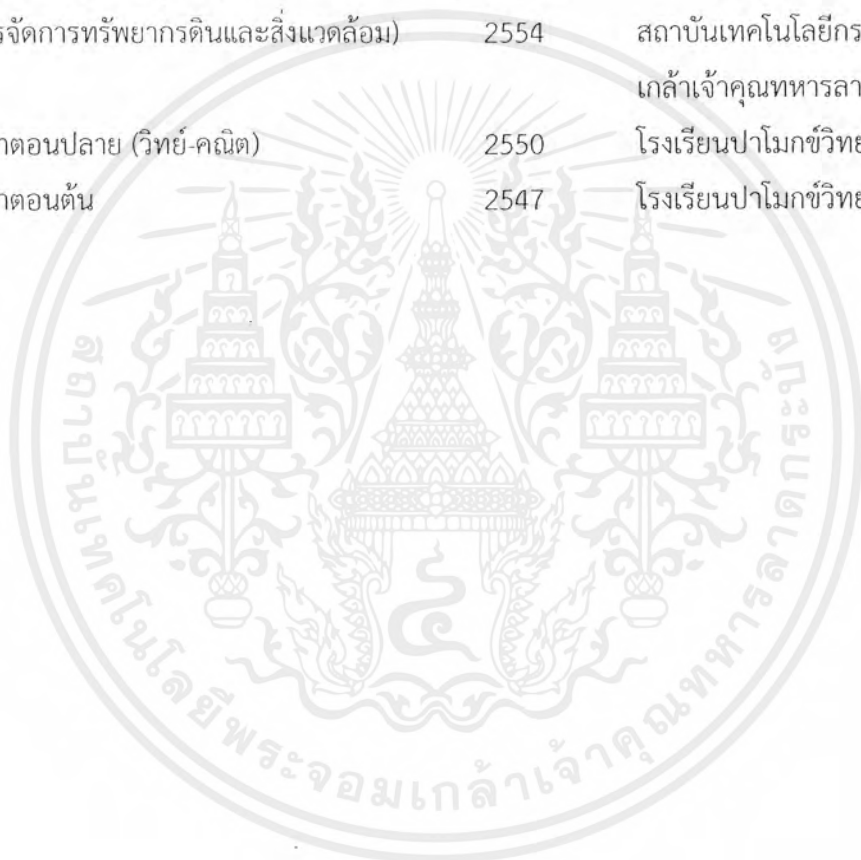 รจัดการทรัพยากรดินและสิ่งแวดล้อม) 2554 สถาบันเทคโนโลยีกร
เกล้าเจ้าคุณทหารลา
าตอนปลาย (วิทย์-คณิต) 2550 โรงเรียนปาโมกข์วิทย
าตอนต้น 2547 โรงเรียนปาโมกข์วิทย
สถาบันเทคโนโลยีพระจอมเกล้าเจ้าคุณทหารลาดกระบัง